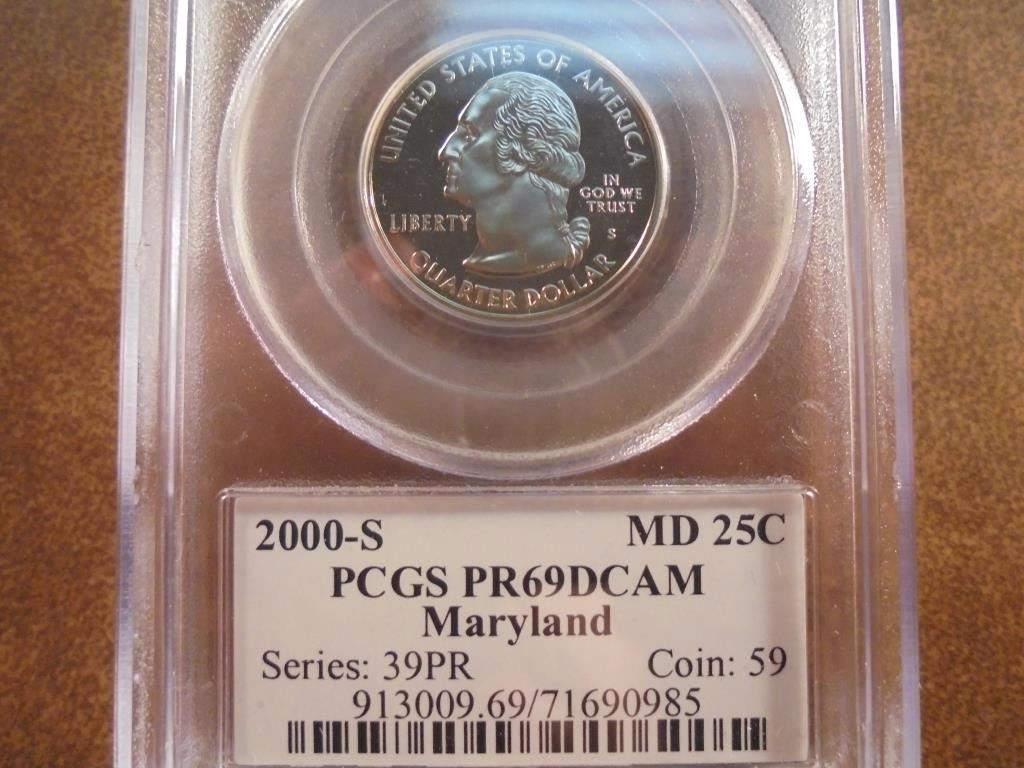 UNITED STATES OF AMERICA
IN
GOD WE
TRUST
LIBERTY
S
QUARTER DOLLAR
2000-S MD 25C
PCGS PR69DCAM
Maryland
Series: 39PR Coin: 59
913009.69/71690985